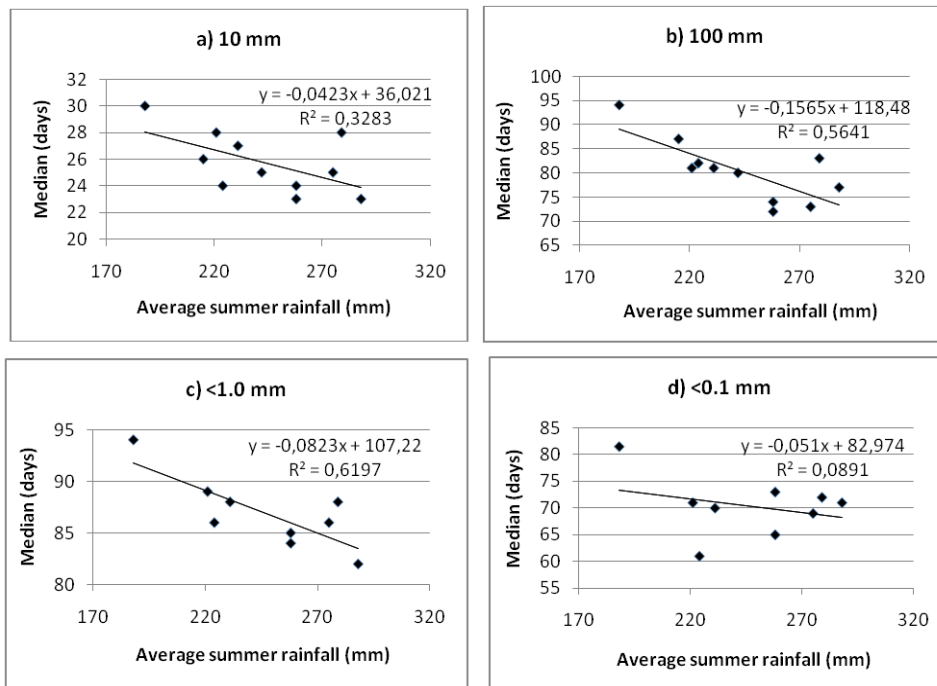 a) 10 mm
32
30
28
26
24
22
20
y = -0,0423x + 36,021
R² = 0,3283
Median (days)
170 220 270 320
Average summer rainfall (mm)
b) 100 mm
100
95
90
85
80
75
70
65
y = -0,1565x + 118,48
R² = 0,5641
Median (days)
170 220 270 320
Average summer rainfall (mm)
c) <1.0 mm
95
90
85
80
y = -0,0823x + 107,22
R² = 0,6197
Median (days)
170 220 270 320
Average summer rainfall (mm)
d) <0.1 mm
85
80
75
70
65
60
55
y = -0,051x + 82,974
R² = 0,0891
Median (days)
170 220 270 320
Average summer rainfall (mm)